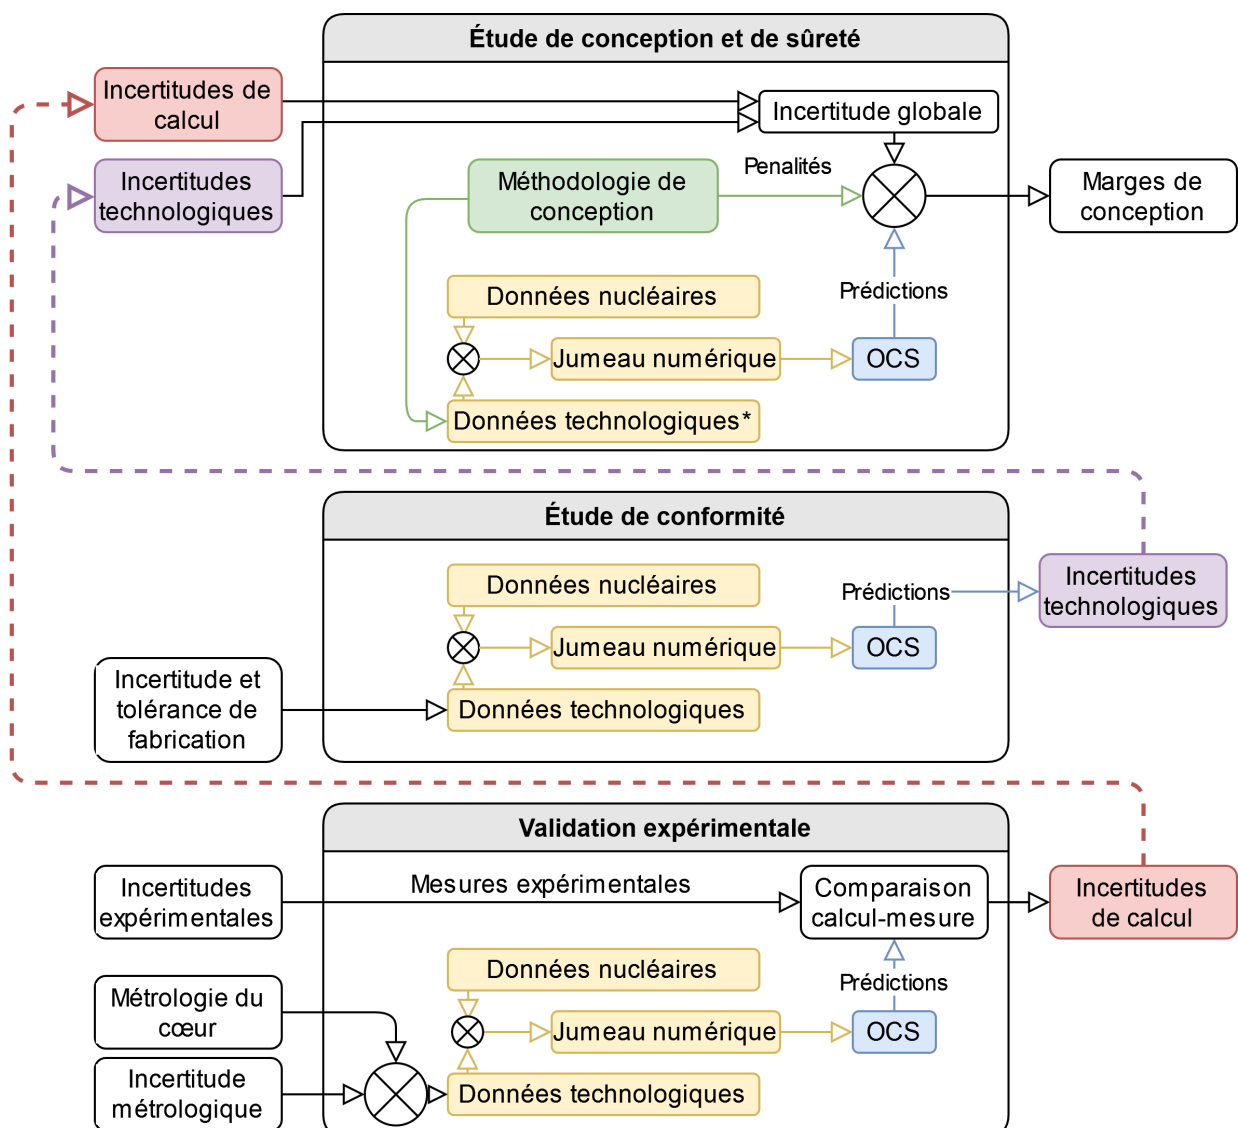 Étude de conception et de sûreté
Incertitudes de
calcul
Incertitude globale
Incertitudes
technologiques
Méthodologie de
conception
Penalités
Marges de
conception
Données nucléaires
Prédictions
Jumeau numérique
OCS
Données technologiques*
Étude de conformité
Données nucléaires
Prédictions
Incertitudes
technologiques
Jumeau numérique
OCS
Incertitude et
tolérance de
fabrication
Données technologiques
Validation expérimentale
Incertitudes
expérimentales
Mesures expérimentales
Comparaison
calcul-mesure
Incertitudes
de calcul
Données nucléaires
Prédictions
Métrologie du
cœur
Jumeau numérique
OCS
Incertitude
métrologique
Données technologiques